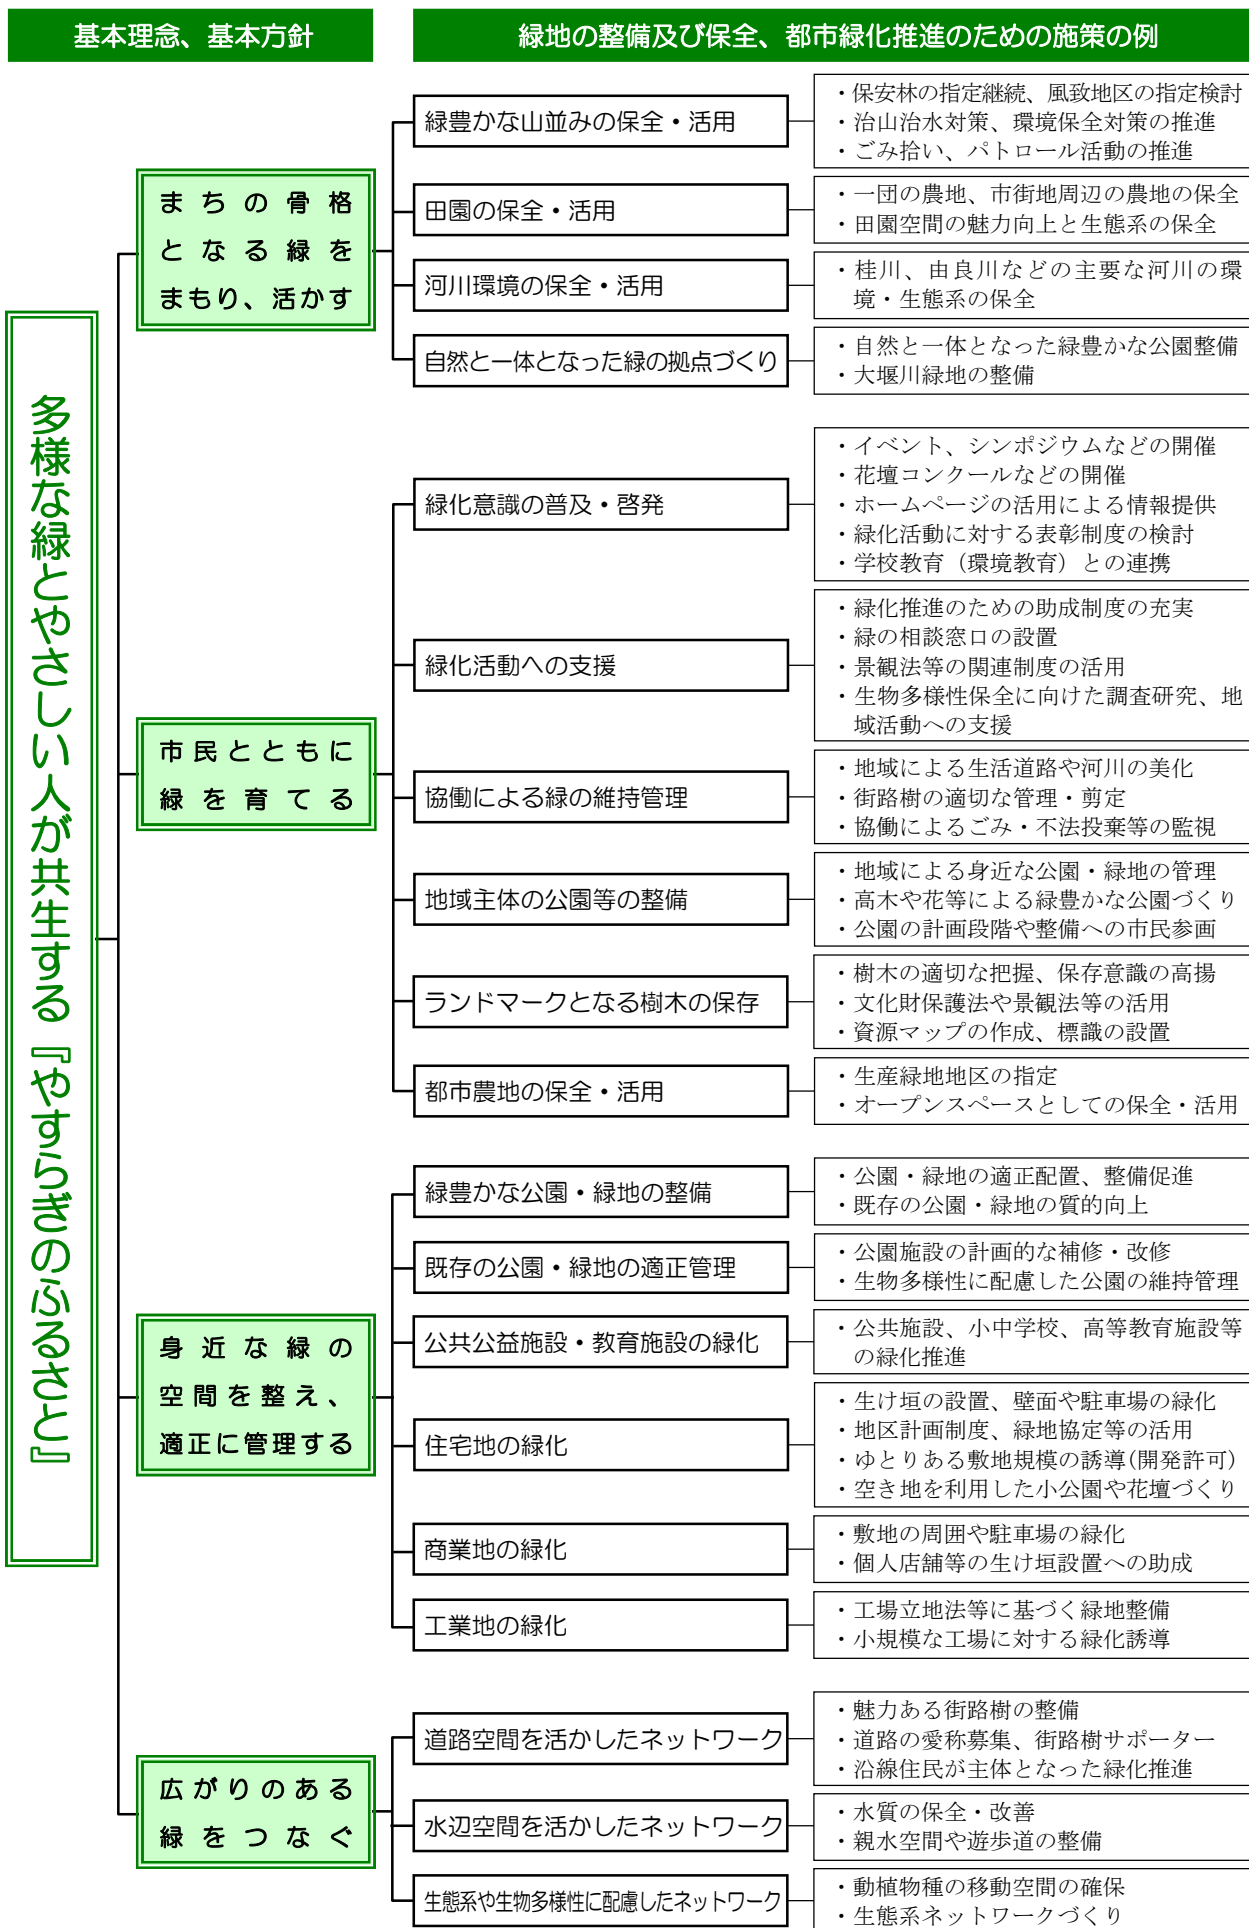 基本理念、基本方針
緑地の整備及び保全、都市緑化推進のための施策の例
多様な緑とやさしい人が共生する『やすらぎのふるさと』
まちの骨格
となる緑を
まもり、活かす
緑豊かな山並みの保全・活用
・保安林の指定継続、風致地区の指定検討
・治山治水対策、環境保全対策の推進
・ごみ拾い、パトロール活動の推進
田園の保全・活用
・一団の農地、市街地周辺の農地の保全
・田園空間の魅力向上と生態系の保全
河川環境の保全・活用
・桂川、由良川などの主要な河川の環
境・生態系の保全
自然と一体となった緑の拠点づくり
・自然と一体となった緑豊かな公園整備
・大堰川緑地の整備
市民とともに
緑を育てる
緑化意識の普及・啓発
・イベント、シンポジウムなどの開催
・花壇コンクールなどの開催
・ホームページの活用による情報提供
・緑化活動に対する表彰制度の検討
・学校教育（環境教育）との連携
緑化活動への支援
・緑化推進のための助成制度の充実
・緑の相談窓口の設置
・景観法等の関連制度の活用
・生物多様性保全に向けた調査研究、地
域活動への支援
協働による緑の維持管理
・地域による生活道路や河川の美化
・街路樹の適切な管理・剪定
・協働によるごみ・不法投棄等の監視
地域主体の公園等の整備
・地域による身近な公園・緑地の管理
・高木や花等による緑豊かな公園づくり
・公園の計画段階や整備への市民参画
ランドマークとなる樹木の保存
・樹木の適切な把握、保存意識の高揚
・文化財保護法や景観法等の活用
・資源マップの作成、標識の設置
都市農地の保全・活用
・生産緑地地区の指定
・オープンスペースとしての保全・活用
身近な緑の
空間を整え、
適正に管理する
緑豊かな公園・緑地の整備
・公園・緑地の適正配置、整備促進
・既存の公園・緑地の質的向上
既存の公園・緑地の適正管理
・公園施設の計画的な補修・改修
・生物多様性に配慮した公園の維持管理
公共公益施設・教育施設の緑化
・公共施設、小中学校、高等教育施設等
の緑化推進
住宅地の緑化
・生け垣の設置、壁面や駐車場の緑化
・地区計画制度、緑地協定等の活用
・ゆとりある敷地規模の誘導(開発許可)
・空き地を利用した小公園や花壇づくり
商業地の緑化
・敷地の周囲や駐車場の緑化
・個人店舗等の生け垣設置への助成
工業地の緑化
・工場立地法等に基づく緑地整備
・小規模な工場に対する緑化誘導
広がりのある
緑をつなぐ
道路空間を活かしたネットワーク
・魅力ある街路樹の整備
・道路の愛称募集、街路樹サポーター
・沿線住民が主体となった緑化推進
水辺空間を活かしたネットワーク
・水質の保全・改善
・親水空間や遊歩道の整備
生態系や生物多様性に配慮したネットワーク
・動植物種の移動空間の確保
・生態系ネットワークづくり